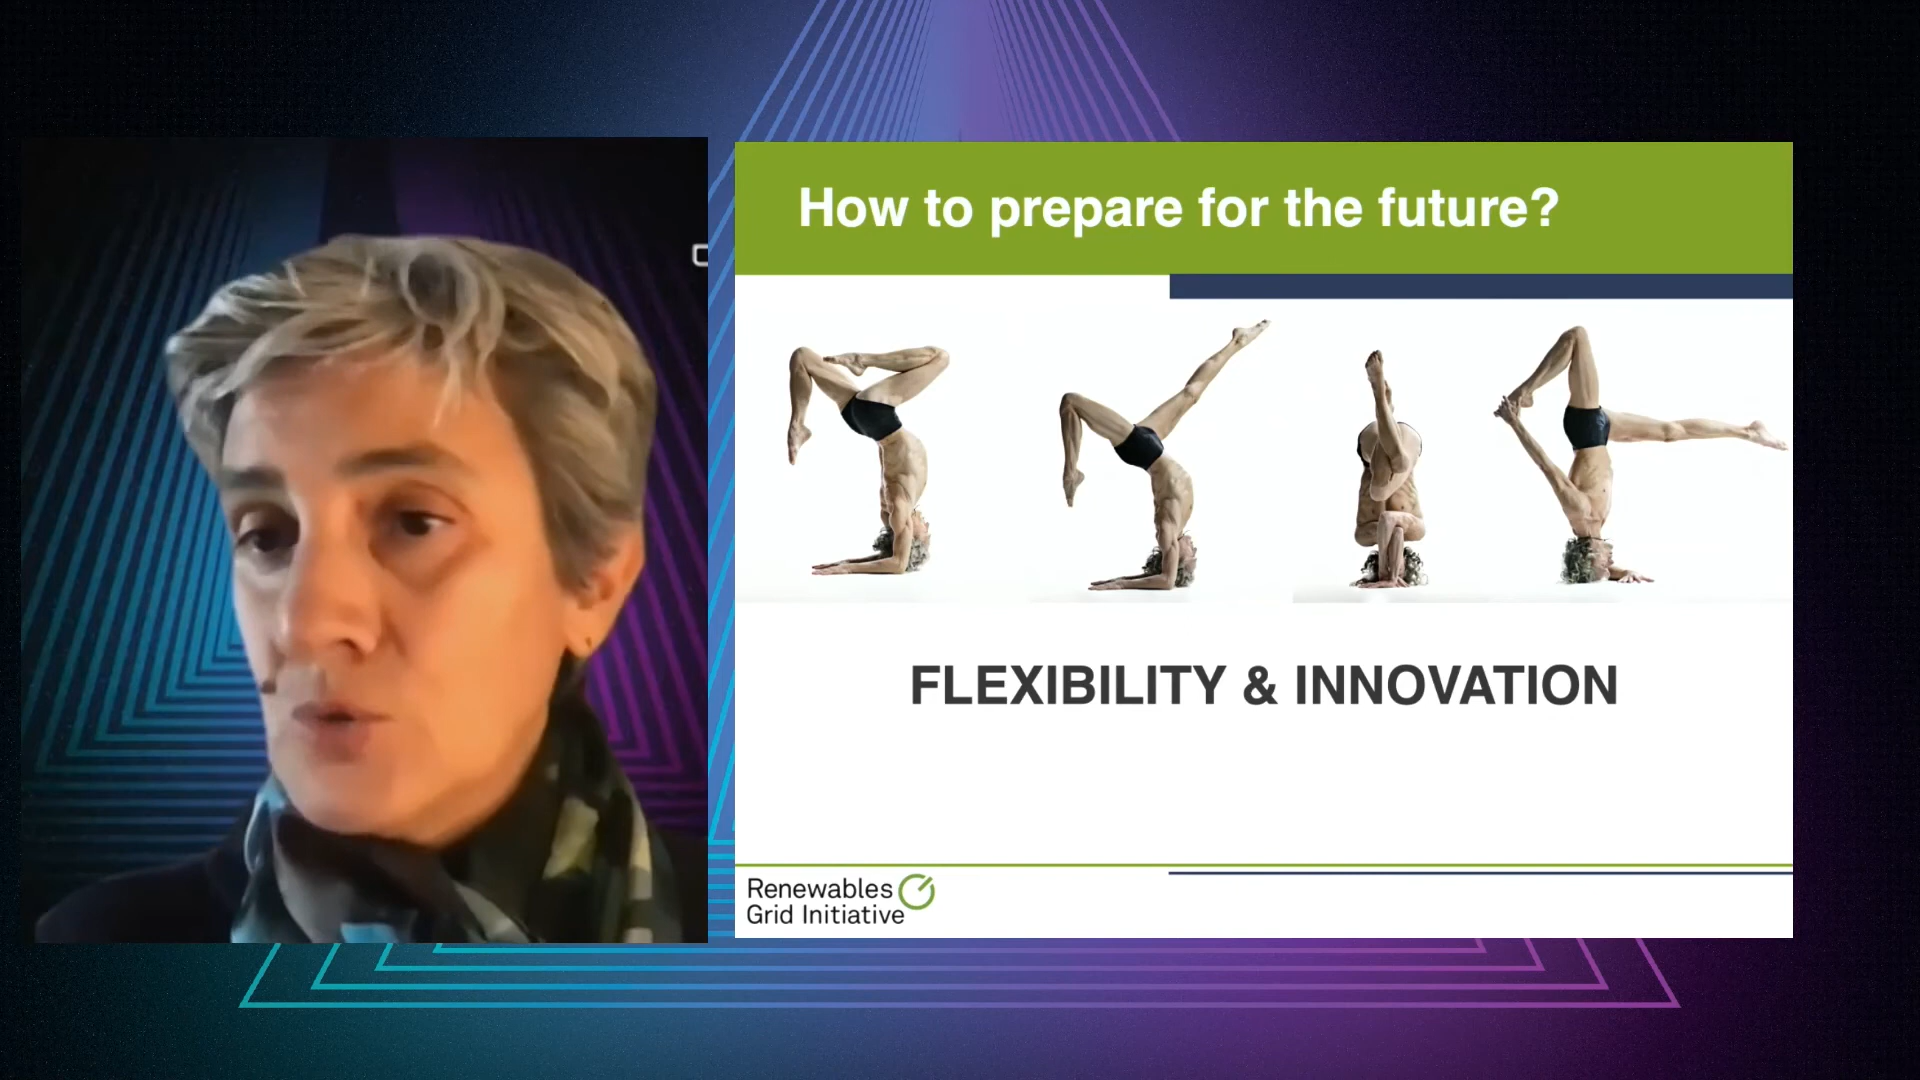 How to prepare for the future?
FLEXIBILITY & INNOVATION
Renewables
Grid Initiative